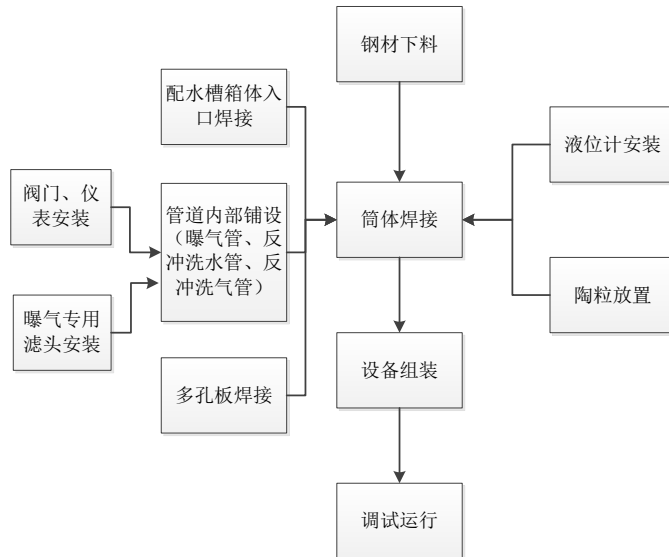 钢材下料
配水槽箱体入
口焊接
液位计安装
阀门、仪
表安装
管道内部铺设
（曝气管、反
冲洗水管、反
冲洗气管）
筒体焊接
曝气专用
滤头安装
陶粒放置
多孔板焊接
设备组装
调试运行